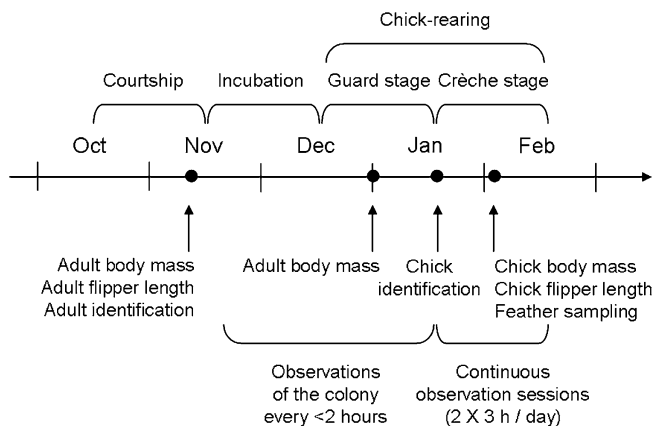 Chick-rearing
Courtship
Incubation
Guard stage
Crèche stage
Oct
Nov
Dec
Jan
Feb
Adult body mass
Adult flipper length
Adult identification
Adult body mass
Chick
identification
Chick body mass
Chick flipper length
Feather sampling
Observations
of the colony
every <2 hours
Continuous
observation sessions
(2 X 3 h / day)